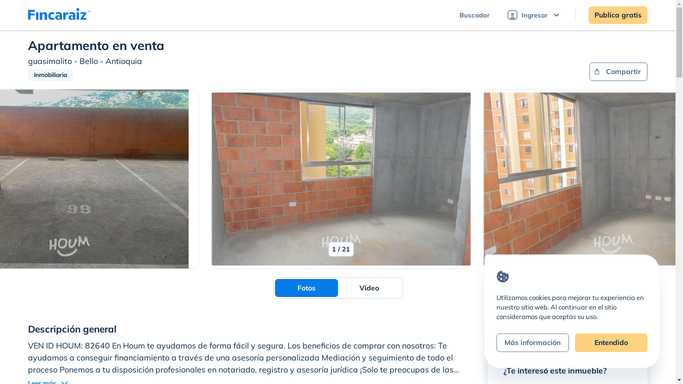 Fincaraiz
Buscador
Ingresar
Publica gratis
Apartamento en venta
guasimalito - Bello - Antioquia
Inmobiliaria
Compartir
98
HOUM
HOUM
HOUM
1 / 21
Fotos
Video
Utilizamos cookies para mejorar tu experiencia en
nuestro sitio web. Al continuar en el sitio
consideramos que aceptas su uso.
Más información
Entendido
Descripción general
VEN ID HOUM: 82640 En Houm te ayudamos de forma fácil y segura. Los beneficios de comprar con nosotros: Te
ayudamos a conseguir financiamiento a través de una asesoría personalizada Mediación y seguimiento de todo el
proceso Ponemos a tu disposición profesionales en notariado, registro y asesoría jurídica ¡Solo te preocupas de las...
Leer más
¿Te interesó este inmueble?